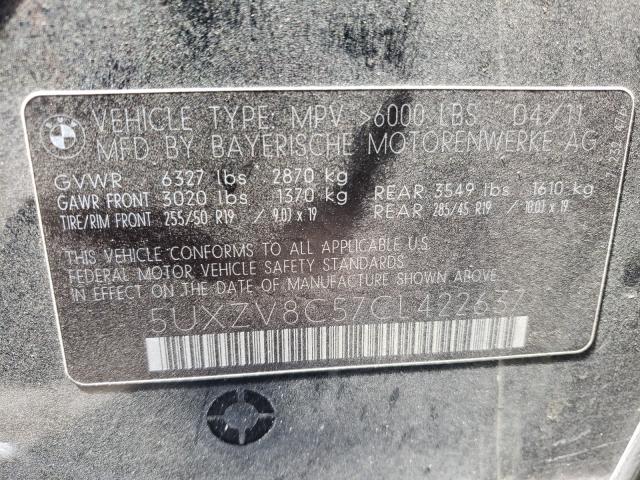 BMW
VEHICLE TYPE: MPV >6000 LBS 04/11
MFD. BY BAYERISCHE MOTORENWERKE AG
GVWR 6327 lbs 2870 kg
GAWR FRONT 3020 lbs 1370 kg REAR 3549 lbs 1610 kg
TIRE/RIM FRONT 255/50 R19 / 9.0J x 19 REAR 285/45 R19 / 10.0J x 19
THIS VEHICLE CONFORMS TO ALL APPLICABLE U.S.
FEDERAL MOTOR VEHICLE SAFETY STANDARDS
IN EFFECT ON THE DATE OF MANUFACTURE SHOWN ABOVE.
5UXZV8C57CL422637